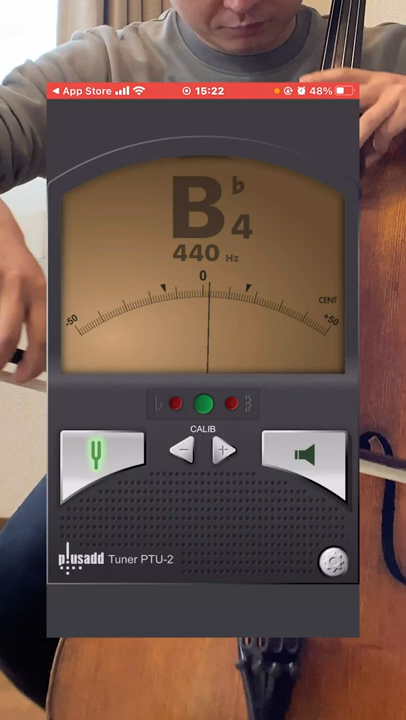 ◀ App Store 15:22 48%
B♭4
440 Hz
0
CENT
-50 +50
CALIB
− +
plusadd Tuner PTU-2